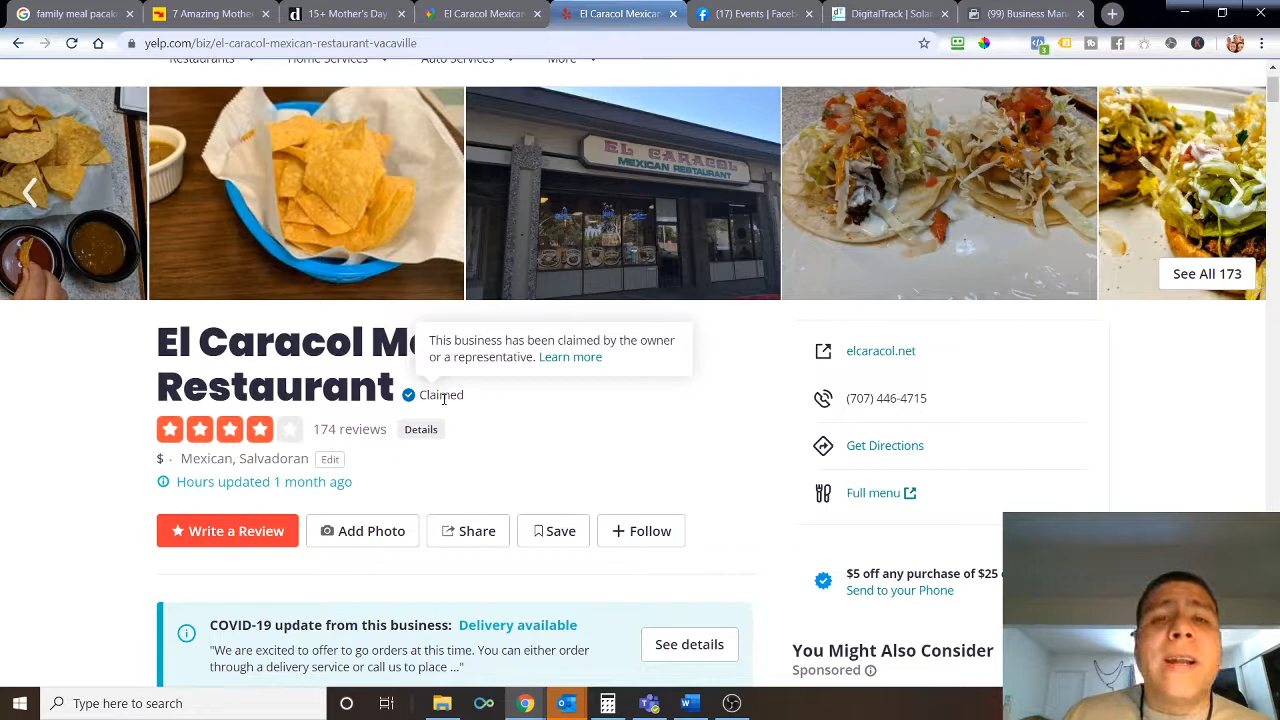 family meal pacak
7 Amazing Mothe
15+ Mother's Day
El Caracol Mexican
El Caracol Mexican
(17) Events | Faceb
DigitalTrack | Solar
(99) Business Man
yelp.com/biz/el-caracol-mexican-restaurant-vacaville
3
Restaurants Home Services Auto Services More
EL CARACOL
MEXICAN RESTAURANT
See All 173
El Caracol Me
This business has been claimed by the owner
or a representative. Learn more
Restaurant Claimed
174 reviews Details
$ · Mexican, Salvadoran Edit
Hours updated 1 month ago
Write a Review Add Photo Share Save Follow
elcaracol.net
(707) 446-4715
Get Directions
Full menu
$5 off any purchase of $25
Send to your Phone
COVID-19 update from this business: Delivery available
"We are excited to offer to go orders at this time. You can either order
through a delivery service or call us to place ..."
See details
You Might Also Consider
Sponsored
Type here to search